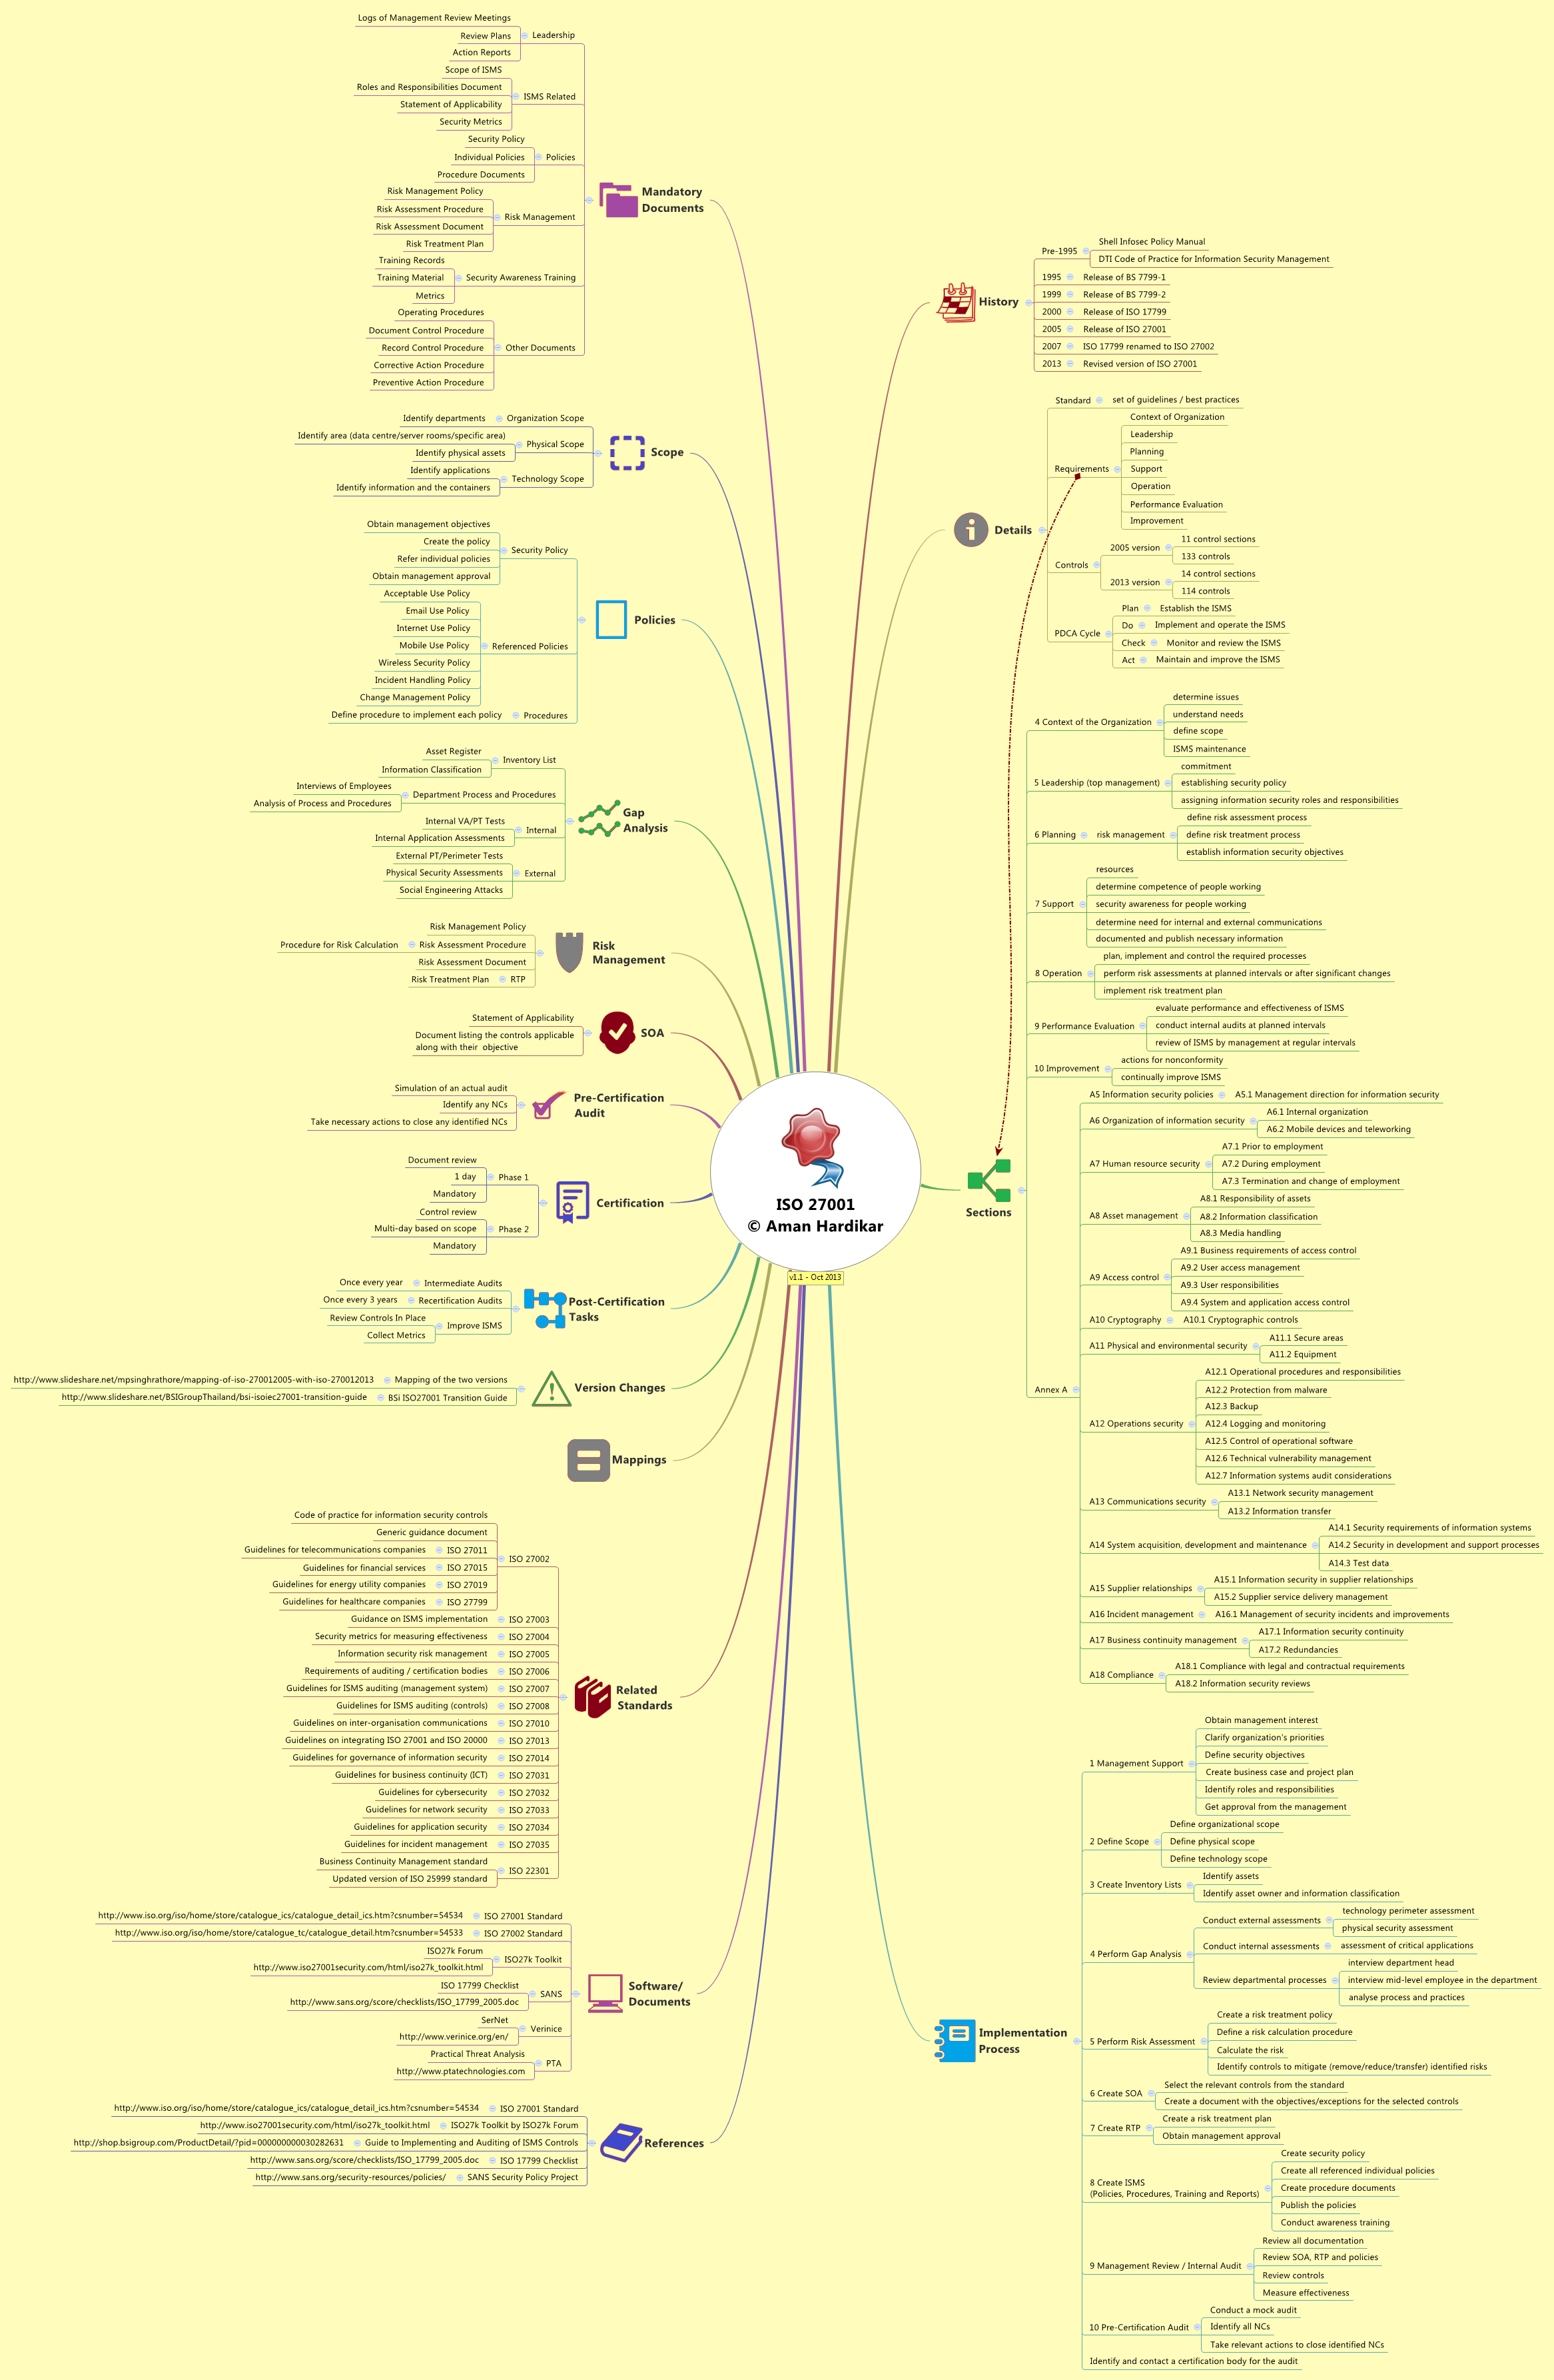 ISO 27001
© Aman Hardikar
v1.1 - Oct 2013
History
Pre-1995
Shell Infosec Policy Manual
DTI Code of Practice for Information Security Management
1995
Release of BS 7799-1
1999
Release of BS 7799-2
2000
Release of ISO 17799
2005
Release of ISO 27001
2007
ISO 17799 renamed to ISO 27002
2013
Revised version of ISO 27001
Details
Standard
set of guidelines / best practices
Requirements
Context of Organization
Leadership
Planning
Support
Operation
Performance Evaluation
Improvement
Controls
2005 version
11 control sections
133 controls
2013 version
14 control sections
114 controls
PDCA Cycle
Plan
Establish the ISMS
Do
Implement and operate the ISMS
Check
Monitor and review the ISMS
Act
Maintain and improve the ISMS
Sections
4 Context of the Organization
determine issues
understand needs
define scope
ISMS maintenance
5 Leadership (top management)
commitment
establishing security policy
assigning information security roles and responsibilities
6 Planning
risk management
define risk assessment process
define risk treatment process
establish information security objectives
7 Support
resources
determine competence of people working
security awareness for people working
determine need for internal and external communications
documented and publish necessary information
8 Operation
plan, implement and control the required processes
perform risk assessments at planned intervals or after significant changes
implement risk treatment plan
9 Performance Evaluation
evaluate performance and effectiveness of ISMS
conduct internal audits at planned intervals
review of ISMS by management at regular intervals
10 Improvement
actions for nonconformity
continually improve ISMS
Annex A
A5 Information security policies
A5.1 Management direction for information security
A6 Organization of information security
A6.1 Internal organization
A6.2 Mobile devices and teleworking
A7 Human resource security
A7.1 Prior to employment
A7.2 During employment
A7.3 Termination and change of employment
A8 Asset management
A8.1 Responsibility of assets
A8.2 Information classification
A8.3 Media handling
A9 Access control
A9.1 Business requirements of access control
A9.2 User access management
A9.3 User responsibilities
A9.4 System and application access control
A10 Cryptography
A10.1 Cryptographic controls
A11 Physical and environmental security
A11.1 Secure areas
A11.2 Equipment
A12 Operations security
A12.1 Operational procedures and responsibilities
A12.2 Protection from malware
A12.3 Backup
A12.4 Logging and monitoring
A12.5 Control of operational software
A12.6 Technical vulnerability management
A12.7 Information systems audit considerations
A13 Communications security
A13.1 Network security management
A13.2 Information transfer
A14 System acquisition, development and maintenance
A14.1 Security requirements of information systems
A14.2 Security in development and support processes
A14.3 Test data
A15 Supplier relationships
A15.1 Information security in supplier relationships
A15.2 Supplier service delivery management
A16 Incident management
A16.1 Management of security incidents and improvements
A17 Business continuity management
A17.1 Information security continuity
A17.2 Redundancies
A18 Compliance
A18.1 Compliance with legal and contractual requirements
A18.2 Information security reviews
Implementation
Process
1 Management Support
Obtain management interest
Clarify organization's priorities
Define security objectives
Create business case and project plan
Identify roles and responsibilities
Get approval from the management
2 Define Scope
Define organizational scope
Define physical scope
Define technology scope
3 Create Inventory Lists
Identify assets
Identify asset owner and information classification
4 Perform Gap Analysis
Conduct external assessments
technology perimeter assessment
physical security assessment
Conduct internal assessments
assessment of critical applications
Review departmental processes
interview department head
interview mid-level employee in the department
analyse process and practices
5 Perform Risk Assessment
Create a risk treatment policy
Define a risk calculation procedure
Calculate the risk
Identify controls to mitigate (remove/reduce/transfer) identified risks
6 Create SOA
Select the relevant controls from the standard
Create a document with the objectives/exceptions for the selected controls
7 Create RTP
Create a risk treatment plan
Obtain management approval
8 Create ISMS
(Policies, Procedures, Training and Reports)
Create security policy
Create all referenced individual policies
Create procedure documents
Publish the policies
Conduct awareness training
9 Management Review / Internal Audit
Review all documentation
Review SOA, RTP and policies
Review controls
Measure effectiveness
10 Pre-Certification Audit
Conduct a mock audit
Identify all NCs
Take relevant actions to close identified NCs
Identify and contact a certification body for the audit
Mandatory
Documents
Leadership
Logs of Management Review Meetings
Review Plans
Action Reports
ISMS Related
Scope of ISMS
Roles and Responsibilities Document
Statement of Applicability
Security Metrics
Policies
Security Policy
Individual Policies
Procedure Documents
Risk Management
Risk Management Policy
Risk Assessment Procedure
Risk Assessment Document
Risk Treatment Plan
Security Awareness Training
Training Records
Training Material
Metrics
Other Documents
Operating Procedures
Document Control Procedure
Record Control Procedure
Corrective Action Procedure
Preventive Action Procedure
Scope
Organization Scope
Identify departments
Physical Scope
Identify area (data centre/server rooms/specific area)
Identify physical assets
Technology Scope
Identify applications
Identify information and the containers
Policies
Security Policy
Obtain management objectives
Create the policy
Refer individual policies
Obtain management approval
Referenced Policies
Acceptable Use Policy
Email Use Policy
Internet Use Policy
Mobile Use Policy
Wireless Security Policy
Incident Handling Policy
Change Management Policy
Procedures
Define procedure to implement each policy
Gap
Analysis
Inventory List
Asset Register
Information Classification
Department Process and Procedures
Interviews of Employees
Analysis of Process and Procedures
Internal
Internal VA/PT Tests
Internal Application Assessments
External
External PT/Perimeter Tests
Physical Security Assessments
Social Engineering Attacks
Risk
Management
Risk Management Policy
Risk Assessment Procedure
Procedure for Risk Calculation
Risk Assessment Document
RTP
Risk Treatment Plan
SOA
Statement of Applicability
Document listing the controls applicable
along with their objective
Pre-Certification
Audit
Simulation of an actual audit
Identify any NCs
Take necessary actions to close any identified NCs
Certification
Phase 1
Document review
1 day
Mandatory
Phase 2
Control review
Multi-day based on scope
Mandatory
Post-Certification
Tasks
Intermediate Audits
Once every year
Recertification Audits
Once every 3 years
Improve ISMS
Review Controls In Place
Collect Metrics
Version Changes
Mapping of the two versions
http://www.slideshare.net/mpsinghrathore/mapping-of-iso-270012005-with-iso-270012013
BSi ISO27001 Transition Guide
http://www.slideshare.net/BSIGroupThailand/bsi-isoiec27001-transition-guide
Mappings
Related
Standards
ISO 27002
Code of practice for information security controls
Generic guidance document
ISO 27011
Guidelines for telecommunications companies
ISO 27015
Guidelines for financial services
ISO 27019
Guidelines for energy utility companies
ISO 27799
Guidelines for healthcare companies
ISO 27003
Guidance on ISMS implementation
ISO 27004
Security metrics for measuring effectiveness
ISO 27005
Information security risk management
ISO 27006
Requirements of auditing / certification bodies
ISO 27007
Guidelines for ISMS auditing (management system)
ISO 27008
Guidelines for ISMS auditing (controls)
ISO 27010
Guidelines on inter-organisation communications
ISO 27013
Guidelines on integrating ISO 27001 and ISO 20000
ISO 27014
Guidelines for governance of information security
ISO 27031
Guidelines for business continuity (ICT)
ISO 27032
Guidelines for cybersecurity
ISO 27033
Guidelines for network security
ISO 27034
Guidelines for application security
ISO 27035
Guidelines for incident management
ISO 22301
Business Continuity Management standard
Updated version of ISO 25999 standard
Software/
Documents
ISO 27001 Standard
http://www.iso.org/iso/home/store/catalogue_ics/catalogue_detail_ics.htm?csnumber=54534
ISO 27002 Standard
http://www.iso.org/iso/home/store/catalogue_tc/catalogue_detail.htm?csnumber=54533
ISO27k Toolkit
ISO27k Forum
http://www.iso27001security.com/html/iso27k_toolkit.html
SANS
ISO 17799 Checklist
http://www.sans.org/score/checklists/ISO_17799_2005.doc
Verinice
SerNet
http://www.verinice.org/en/
PTA
Practical Threat Analysis
http://www.ptatechnologies.com
References
ISO 27001 Standard
http://www.iso.org/iso/home/store/catalogue_ics/catalogue_detail_ics.htm?csnumber=54534
ISO27k Toolkit by ISO27k Forum
http://www.iso27001security.com/html/iso27k_toolkit.html
Guide to Implementing and Auditing of ISMS Controls
http://shop.bsigroup.com/ProductDetail/?pid=000000000030282631
ISO 17799 Checklist
http://www.sans.org/score/checklists/ISO_17799_2005.doc
SANS Security Policy Project
http://www.sans.org/security-resources/policies/